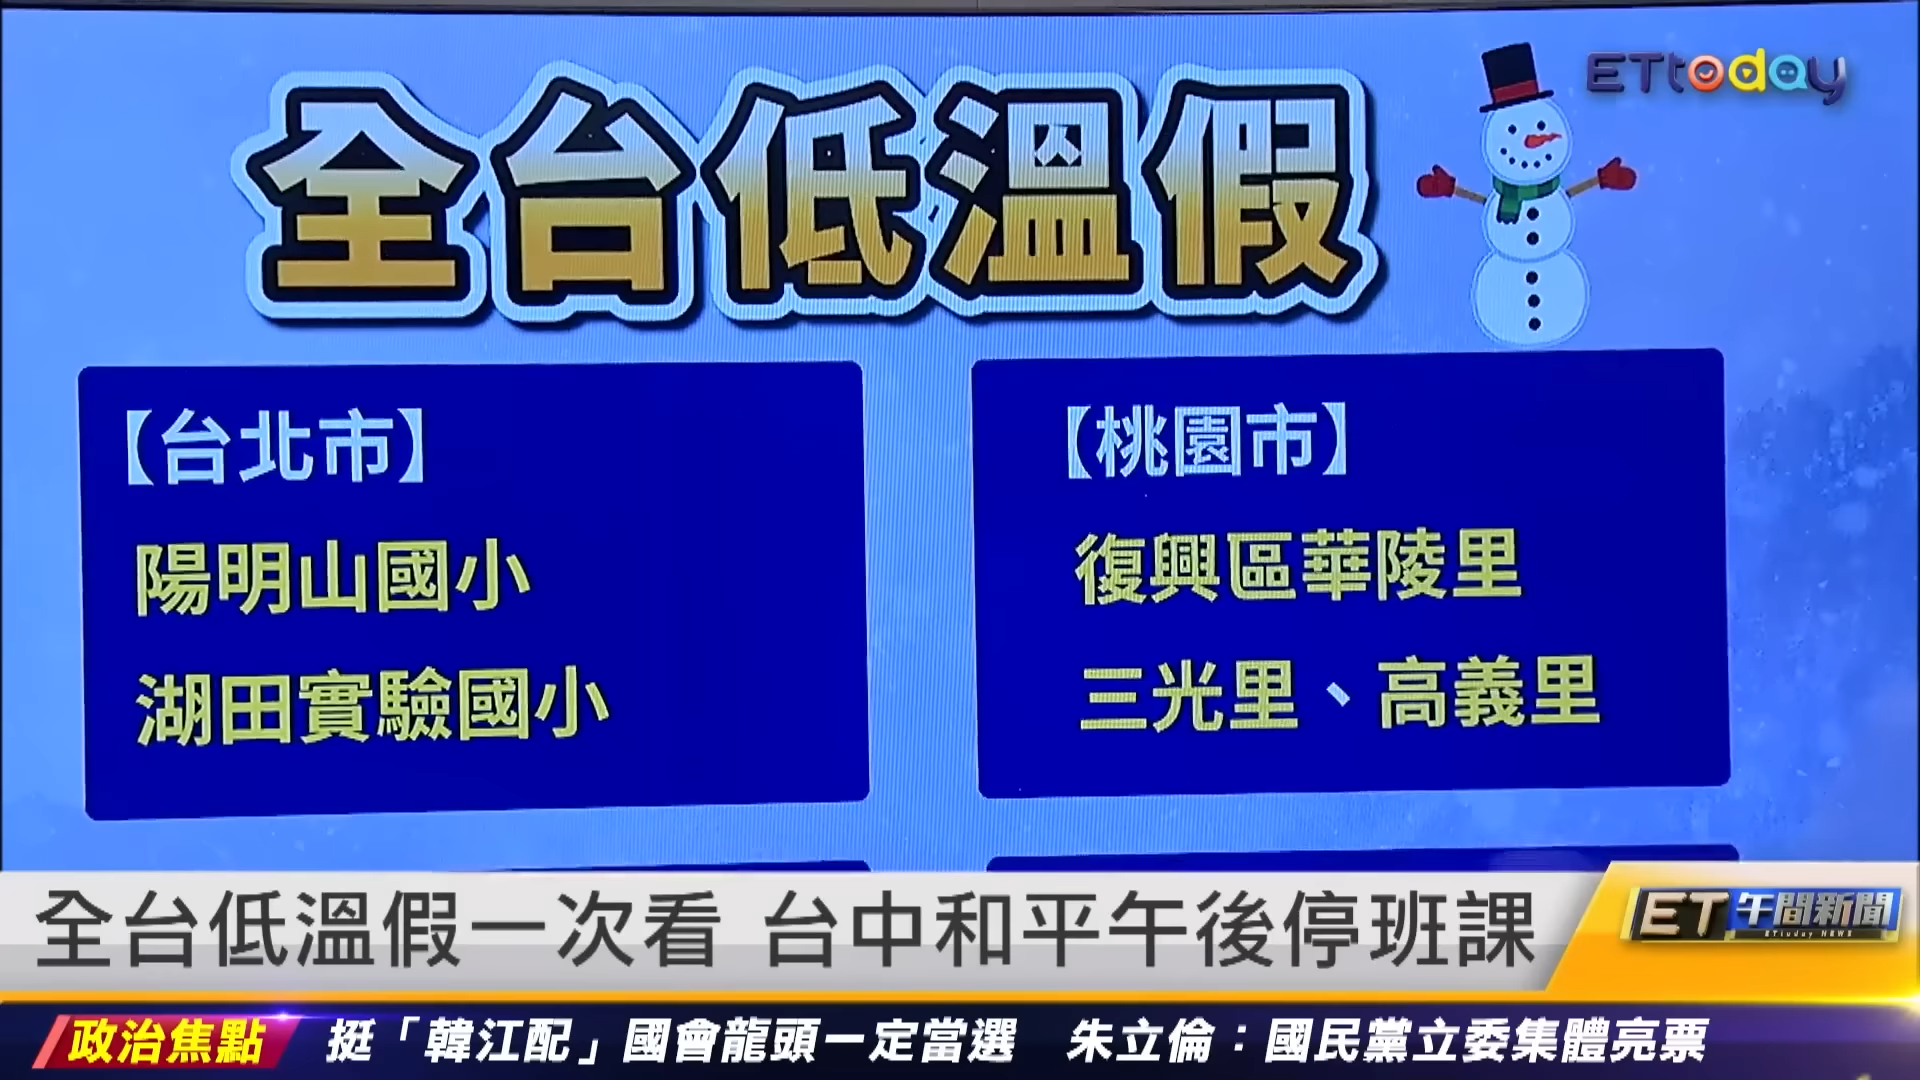 全台低溫假
ETtoday
【台北市】
陽明山國小
湖田實驗國小
【桃園市】
復興區華陵里
三光里、高義里
全台低溫假一次看 台中和平午後停班課
ET午間新聞
ETtoday NEWS
政治焦點 挺「韓江配」國會龍頭一定當選 朱立倫：國民黨立委集體亮票